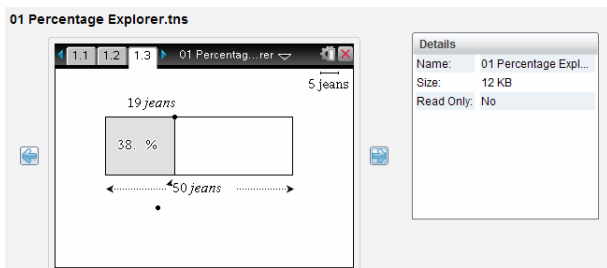 01 Percentage Explorer.tns
1.1 1.2 1.3 01 Percentag...rer
5 jeans
19 jeans
38. %
50 jeans
Details
Name: 01 Percentage Expl...
Size: 12 KB
Read Only: No